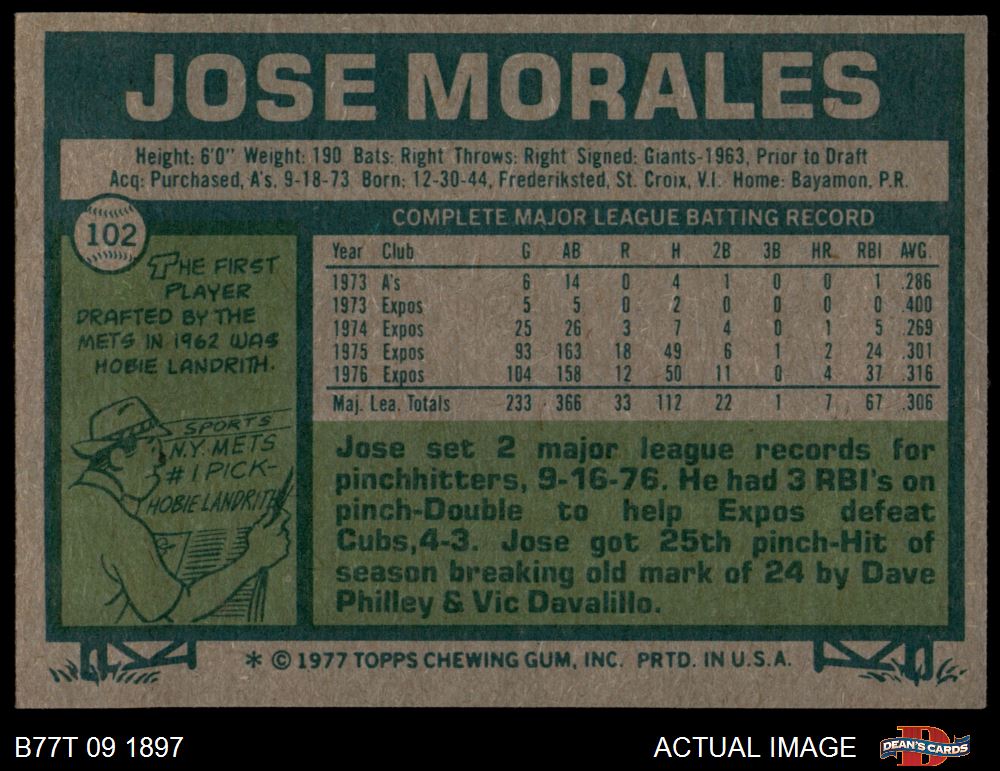 JOSE MORALES
Height: 6'0" Weight: 190 Bats: Right Throws: Right Signed: Giants-1963, Prior to Draft
Acq: Purchased, A's, 9-18-73 Born: 12-30-44, Frederiksted, St. Croix, V.I. Home: Bayamon, P.R.
102
THE FIRST
PLAYER
DRAFTED BY THE
METS IN 1962 WAS
HOBIE LANDRITH.
SPORTS
N.Y. METS
#1 PICK-
HOBIE LANDRITH
COMPLETE MAJOR LEAGUE BATTING RECORD
Year Club G AB R H 2B 3B HR RBI AVG.
1973 A's 6 14 0 4 1 0 0 1 .286
1973 Expos 5 5 0 2 0 0 0 0 .400
1974 Expos 25 26 3 7 4 0 1 5 .269
1975 Expos 93 163 18 49 6 1 2 24 .301
1976 Expos 104 158 12 50 11 0 4 37 .316
Maj. Lea. Totals 233 366 33 112 22 1 7 67 .306
Jose set 2 major league records for
pinchhitters, 9-16-76. He had 3 RBI's on
pinch-Double to help Expos defeat
Cubs,4-3. Jose got 25th pinch-Hit of
season breaking old mark of 24 by Dave
Philley & Vic Davalillo.
* © 1977 TOPPS CHEWING GUM, INC. PRTD. IN U.S.A.
B77T 09 1897
ACTUAL IMAGE
DEAN'S CARDS